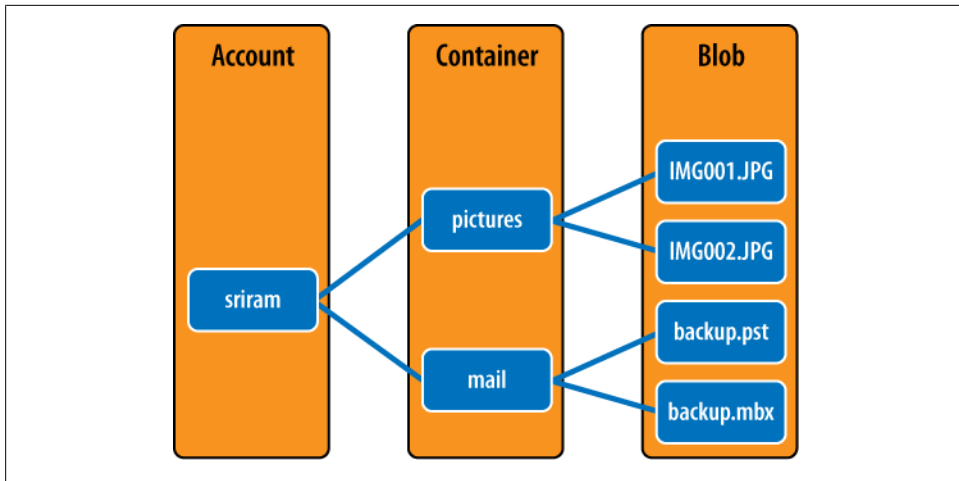 Account
Container
Blob
sriram
pictures
mail
IMG001.JPG
IMG002.JPG
backup.pst
backup.mbx